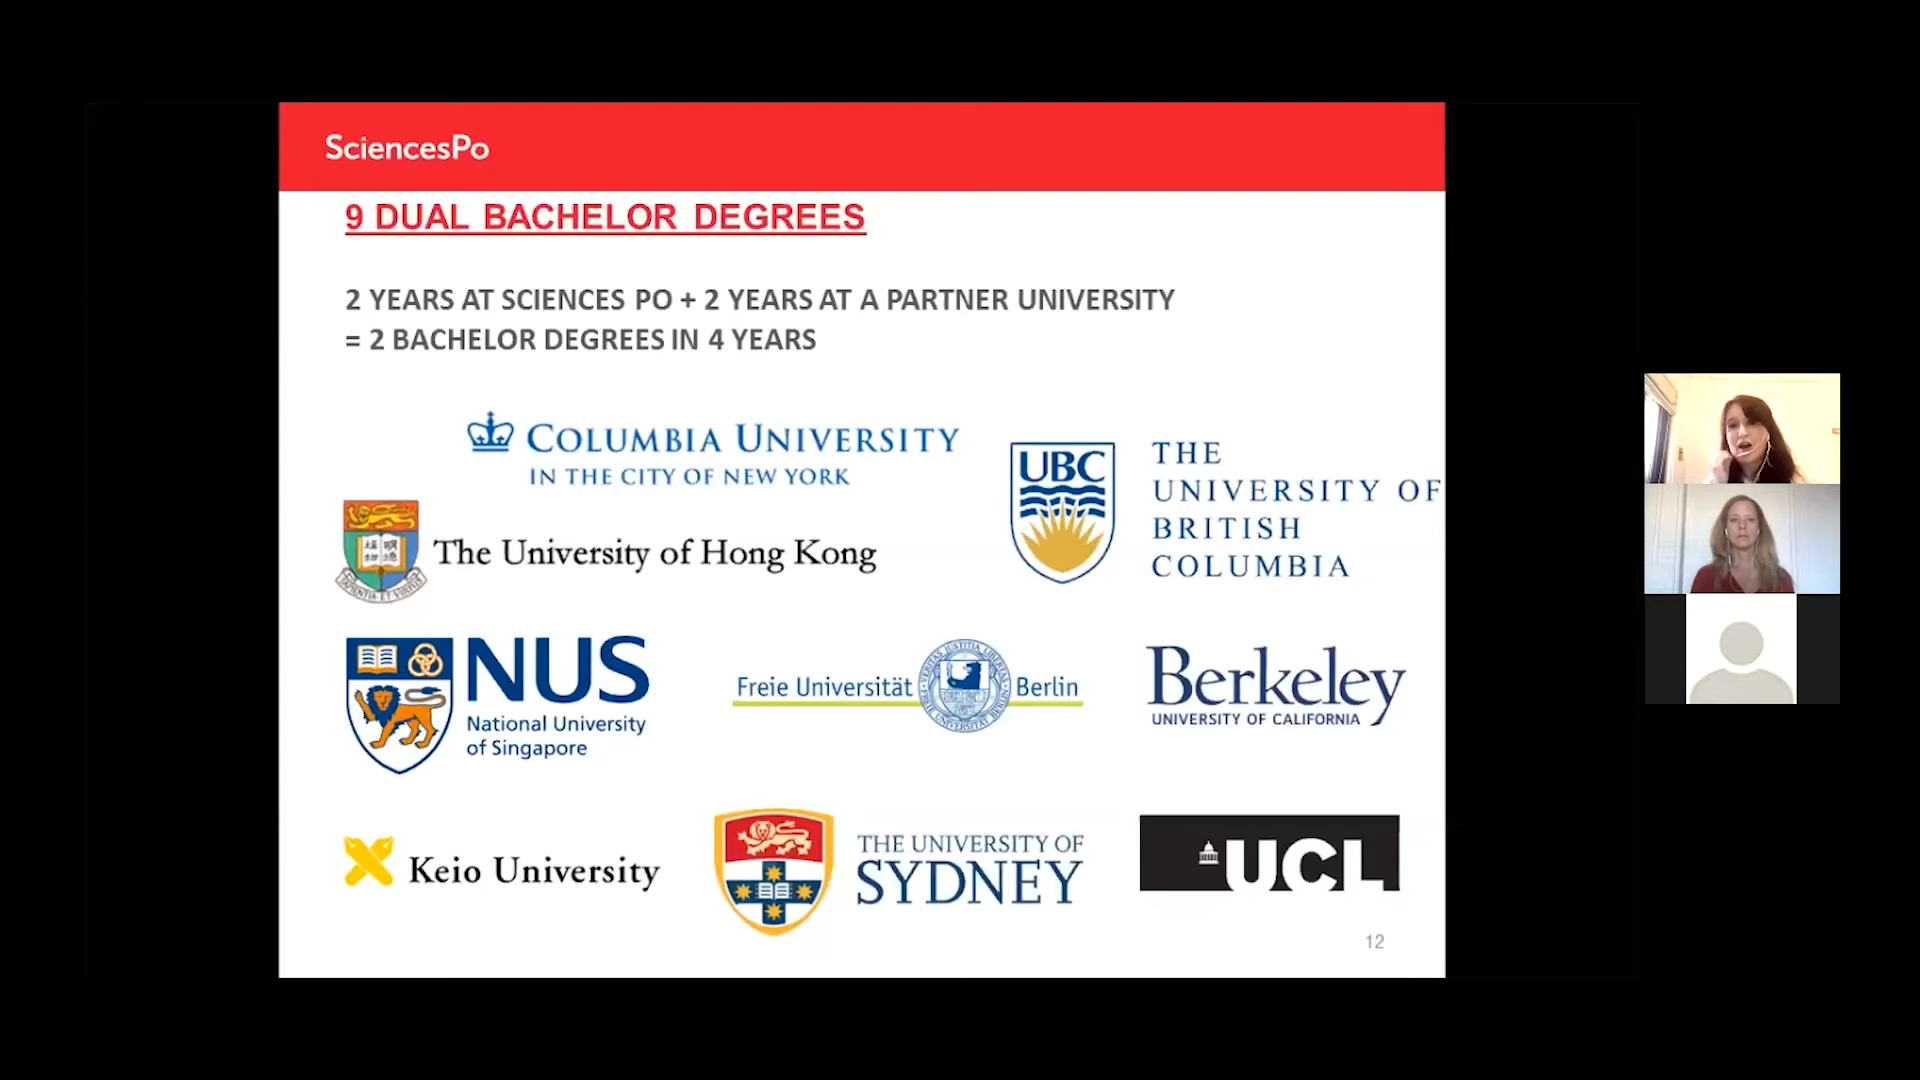 SciencesPo
9 DUAL BACHELOR DEGREES
2 YEARS AT SCIENCES PO + 2 YEARS AT A PARTNER UNIVERSITY
= 2 BACHELOR DEGREES IN 4 YEARS
COLUMBIA UNIVERSITY
IN THE CITY OF NEW YORK
The University of Hong Kong
UBC
THE
UNIVERSITY OF
BRITISH
COLUMBIA
NUS
National University
of Singapore
Freie Universität Berlin
Berkeley
UNIVERSITY OF CALIFORNIA
Keio University
THE UNIVERSITY OF
SYDNEY
UCL
12